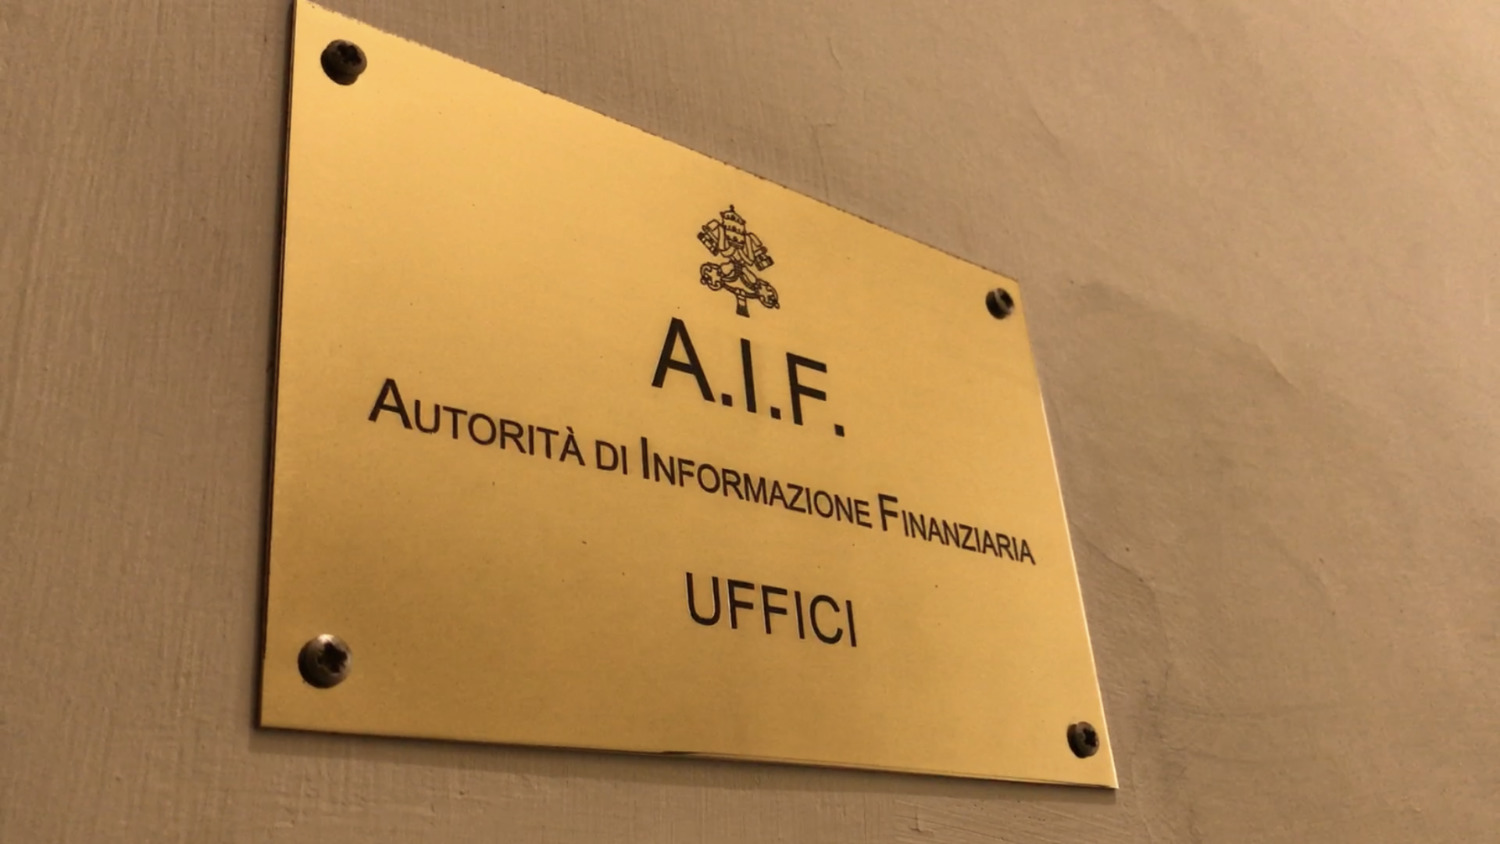 A.I.F.
AUTORITÀ DI INFORMAZIONE FINANZIARIA
UFFICI